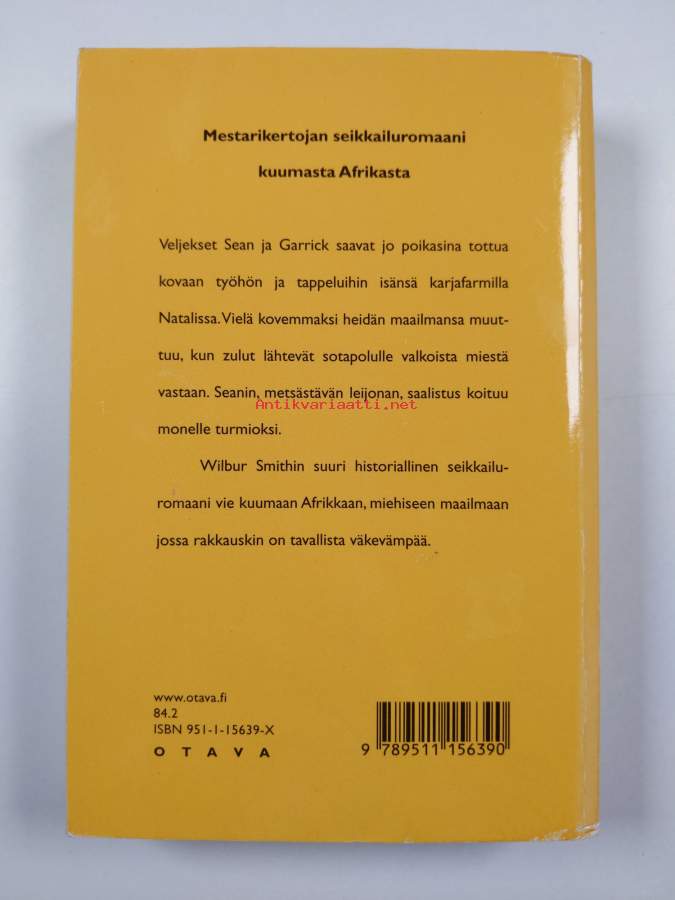 Mestarikertojan seikkailuromaani
kuumasta Afrikasta
Veljekset Sean ja Garrick saavat jo poikasina tottua
kovaan työhön ja tappeluihin isänsä karjafarmilla
Natalissa. Vielä kovemmaksi heidän maailmansa muut-
tuu, kun zulut lähtevät sotapolulle valkoista miestä
vastaan. Seanin, metsästävän leijonan, saalistus koituu
Antikvariaatti.net
monelle turmioksi.
Wilbur Smithin suuri historiallinen seikkailu-
romaani vie kuumaan Afrikkaan, miehiseen maailmaan
jossa rakkauskin on tavallista väkevämpää.
www.otava.fi
84.2
ISBN 951-1-15639-X
OTAVA
9 789511 156390